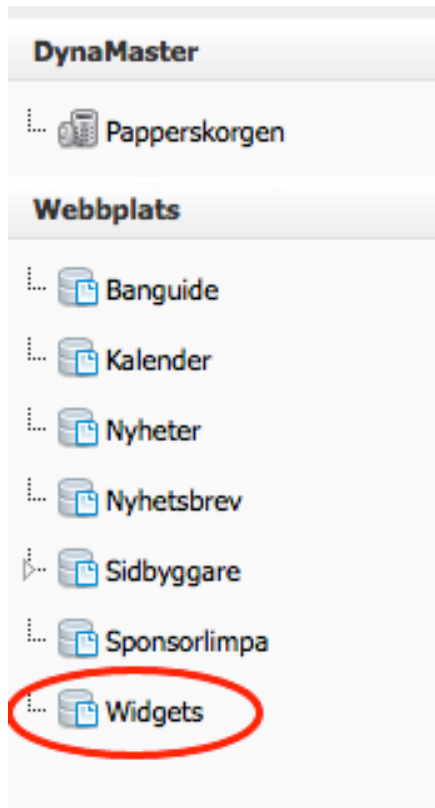 DynaMaster
Papperskorgen
Webbplats
Banguide
Kalender
Nyheter
Nyhetsbrev
Sidbyggare
Sponsorlimpa
Widgets